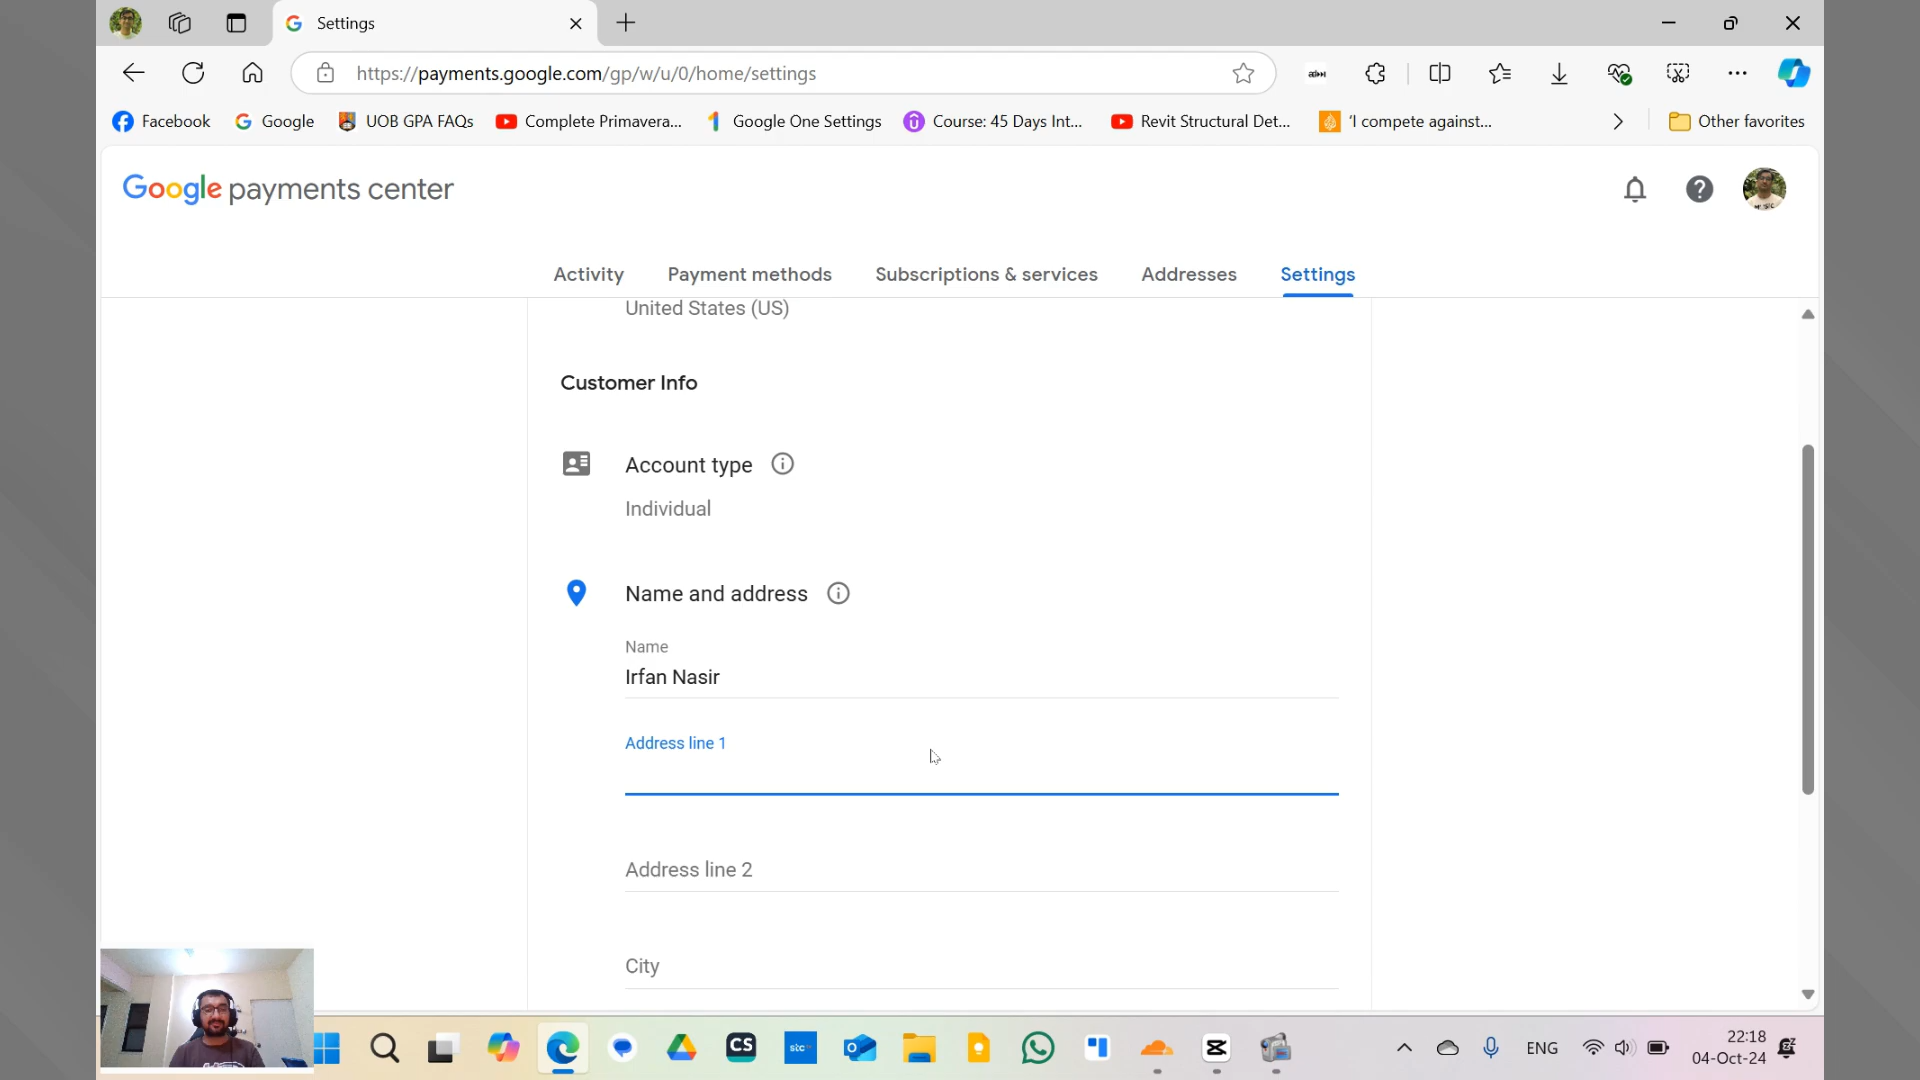 Settings
https://payments.google.com/gp/w/u/0/home/settings
Facebook
Google
UOB GPA FAQs
Complete Primavera...
Google One Settings
Course: 45 Days Int...
Revit Structural Det...
'I compete against...
Other favorites
Google payments center
Activity
Payment methods
Subscriptions & services
Addresses
Settings
United States (US)
Customer Info
Account type
Individual
Name and address
Name
Irfan Nasir
Address line 1
Address line 2
City
CS
stc
ENG
22:18
04-Oct-24